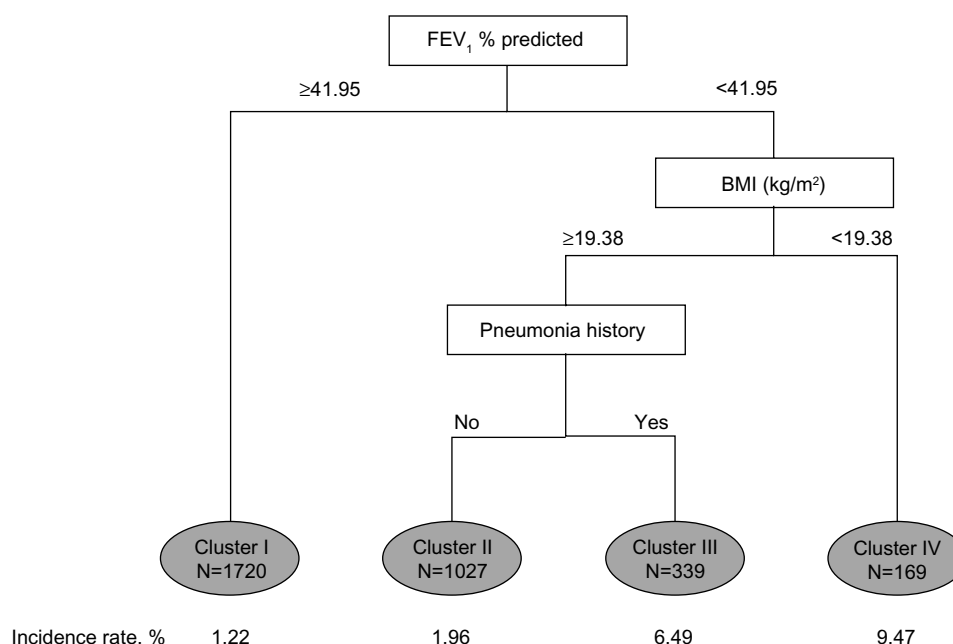 FEV₁ % predicted
≥41.95 <41.95
BMI (kg/m²)
≥19.38 <19.38
Pneumonia history
No Yes
Cluster I Cluster II Cluster III Cluster IV
N=1720 N=1027 N=339 N=169
Incidence rate, % 1.22 1.96 6.49 9.47